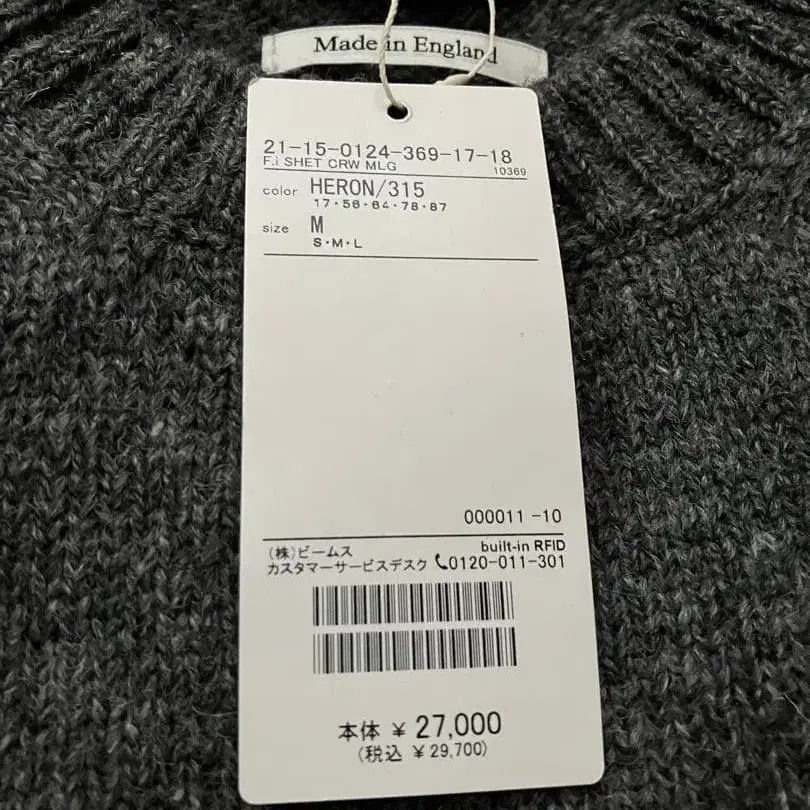 Made in England
21-15-0124-369-17-18
F.i SHET CRW MLG 10369
color HERON/315
17・56・64・78・87
size M
S・M・L
000011 -10
(株)ビームス built-in RFID
カスタマーサービスデスク 📞0120-011-301
本体 ¥ 27,000
(税込 ¥ 29,700)